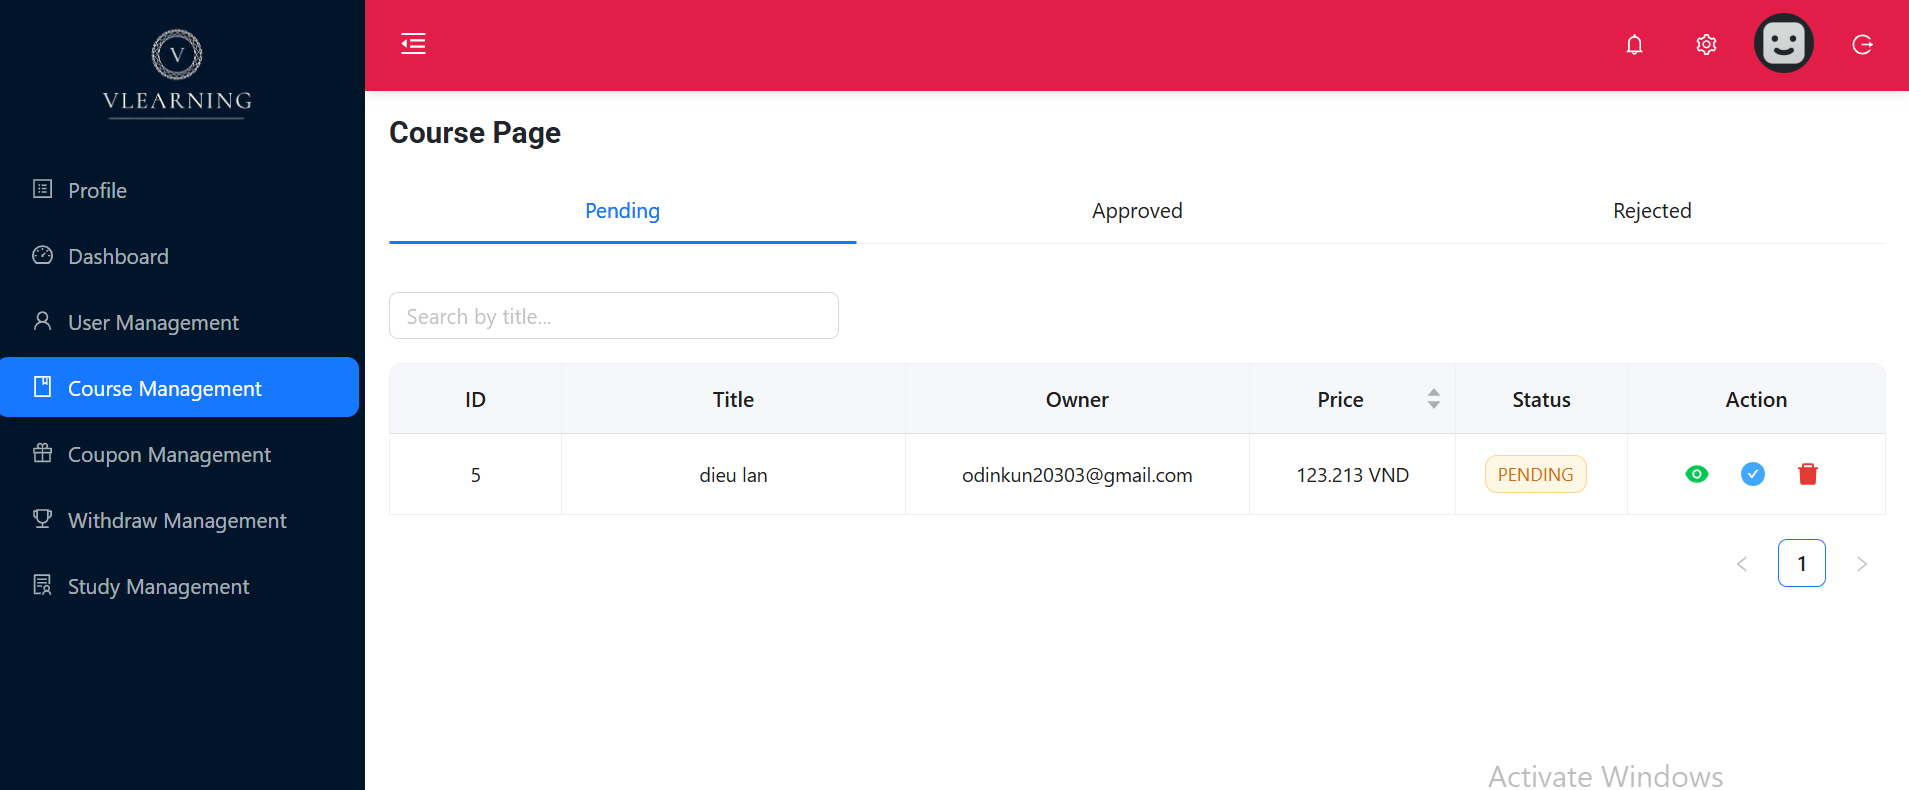 V
VLEARNING
Profile
Dashboard
User Management
Course Management
Coupon Management
Withdraw Management
Study Management
Course Page
Pending Approved Rejected
Search by title...
ID Title Owner Price Status Action
5 dieu lan odinkun20303@gmail.com 123.213 VND PENDING
< 1 >
Activate Windows